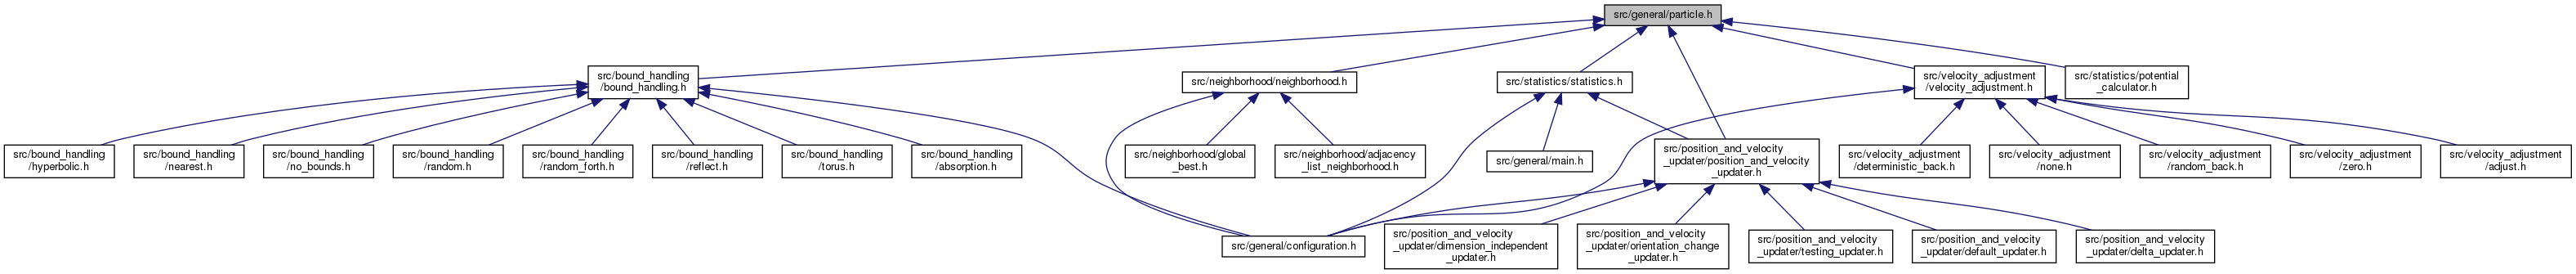 src/general/particle.h
src/bound_handling
/bound_handling.h
src/neighborhood/neighborhood.h
src/statistics/statistics.h
src/velocity_adjustment
/velocity_adjustment.h
src/statistics/potential
_calculator.h
src/bound_handling
/hyperbolic.h
src/bound_handling
/nearest.h
src/bound_handling
/no_bounds.h
src/bound_handling
/random.h
src/bound_handling
/random_forth.h
src/bound_handling
/reflect.h
src/bound_handling
/torus.h
src/bound_handling
/absorption.h
src/neighborhood/global
_best.h
src/neighborhood/adjacency
_list_neighborhood.h
src/general/main.h
src/position_and_velocity
_updater/position_and_velocity
_updater.h
src/velocity_adjustment
/deterministic_back.h
src/velocity_adjustment
/none.h
src/velocity_adjustment
/random_back.h
src/velocity_adjustment
/zero.h
src/velocity_adjustment
/adjust.h
src/general/configuration.h
src/position_and_velocity
_updater/dimension_independent
_updater.h
src/position_and_velocity
_updater/orientation_change
_updater.h
src/position_and_velocity
_updater/testing_updater.h
src/position_and_velocity
_updater/default_updater.h
src/position_and_velocity
_updater/delta_updater.h